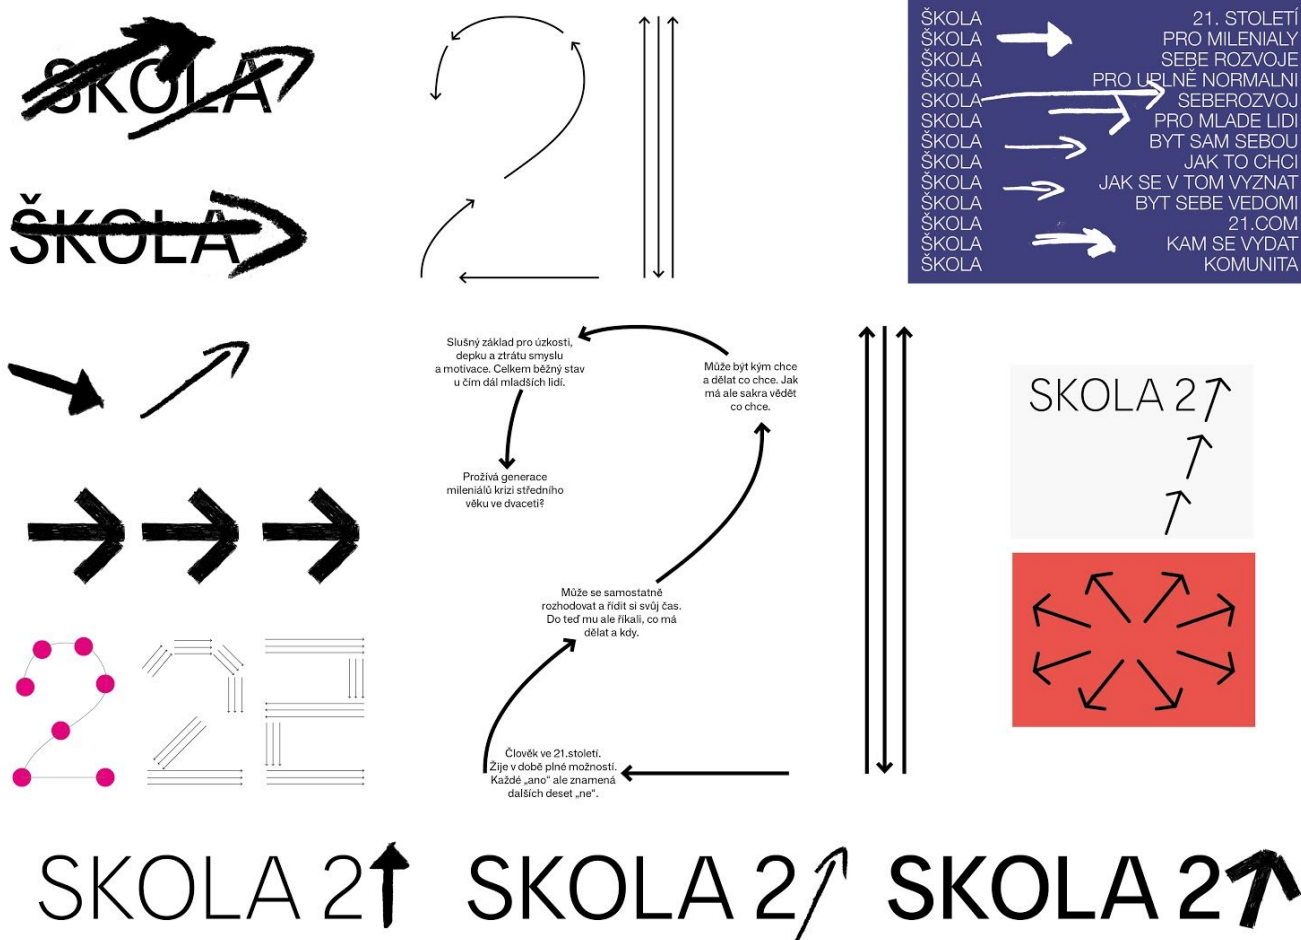 ŠKOLA
ŠKOLA
ŠKOLA 21. STOLETÍ
ŠKOLA PRO MILENIALY
ŠKOLA SEBE ROZVOJE
ŠKOLA PRO UPLNĚ NORMALNI
SKOLA SEBEROZVOJ
SKOLA PRO MLADE LIDI
ŠKOLA BYT SAM SEBOU
ŠKOLA JAK TO CHCI
ŠKOLA JAK SE V TOM VYZNAT
ŠKOLA BYT SEBE VEDOMI
ŠKOLA 21.COM
ŠKOLA KAM SE VYDAT
ŠKOLA KOMUNITA
Slušný základ pro úzkosti,
depku a ztrátu smyslu
a motivace. Celkem běžný stav
u čím dál mladších lidí.
Může být kým chce
a dělat co chce. Jak
má ale sakra vědět
co chce.
Prožívá generace
mileniálů krizi středního
věku ve dvaceti?
Může se samostatně
rozhodovat a řídit si svůj čas.
Do teď mu ale říkali, co má
dělat a kdy.
Člověk ve 21.století.
Žije v době plné možností.
Každé „ano“ ale znamená
dalších deset „ne“.
SKOLA 2
SKOLA 2
SKOLA 2
SKOLA 2